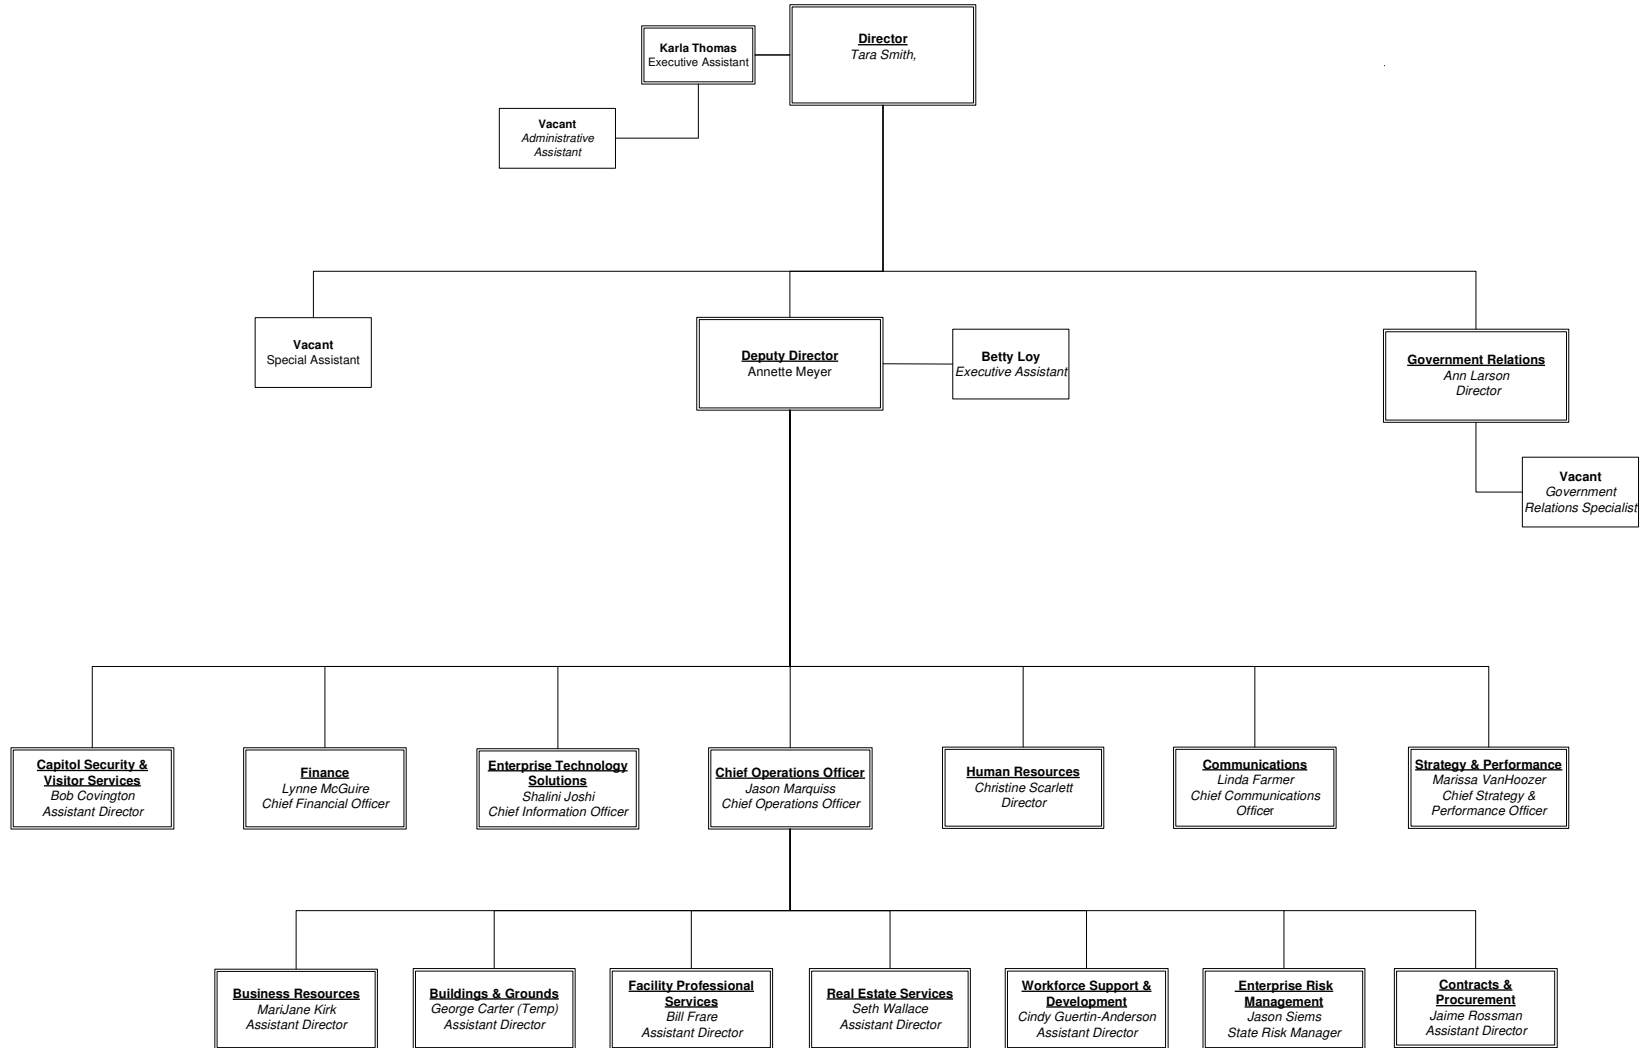 Director
Tara Smith,
Karla Thomas
Executive Assistant
Vacant
Administrative
Assistant
Vacant
Special Assistant
Deputy Director
Annette Meyer
Betty Loy
Executive Assistant
Government Relations
Ann Larson
Director
Vacant
Government
Relations Specialist
Capitol Security &
Visitor Services
Bob Covington
Assistant Director
Finance
Lynne McGuire
Chief Financial Officer
Enterprise Technology
Solutions
Shalini Joshi
Chief Information Officer
Chief Operations Officer
Jason Marquiss
Chief Operations Officer
Human Resources
Christine Scarlett
Director
Communications
Linda Farmer
Chief Communications
Officer
Strategy & Performance
Marissa VanHoozer
Chief Strategy &
Performance Officer
Business Resources
MariJane Kirk
Assistant Director
Buildings & Grounds
George Carter (Temp)
Assistant Director
Facility Professional
Services
Bill Frare
Assistant Director
Real Estate Services
Seth Wallace
Assistant Director
Workforce Support &
Development
Cindy Guertin-Anderson
Assistant Director
Enterprise Risk
Management
Jason Siems
State Risk Manager
Contracts &
Procurement
Jaime Rossman
Assistant Director